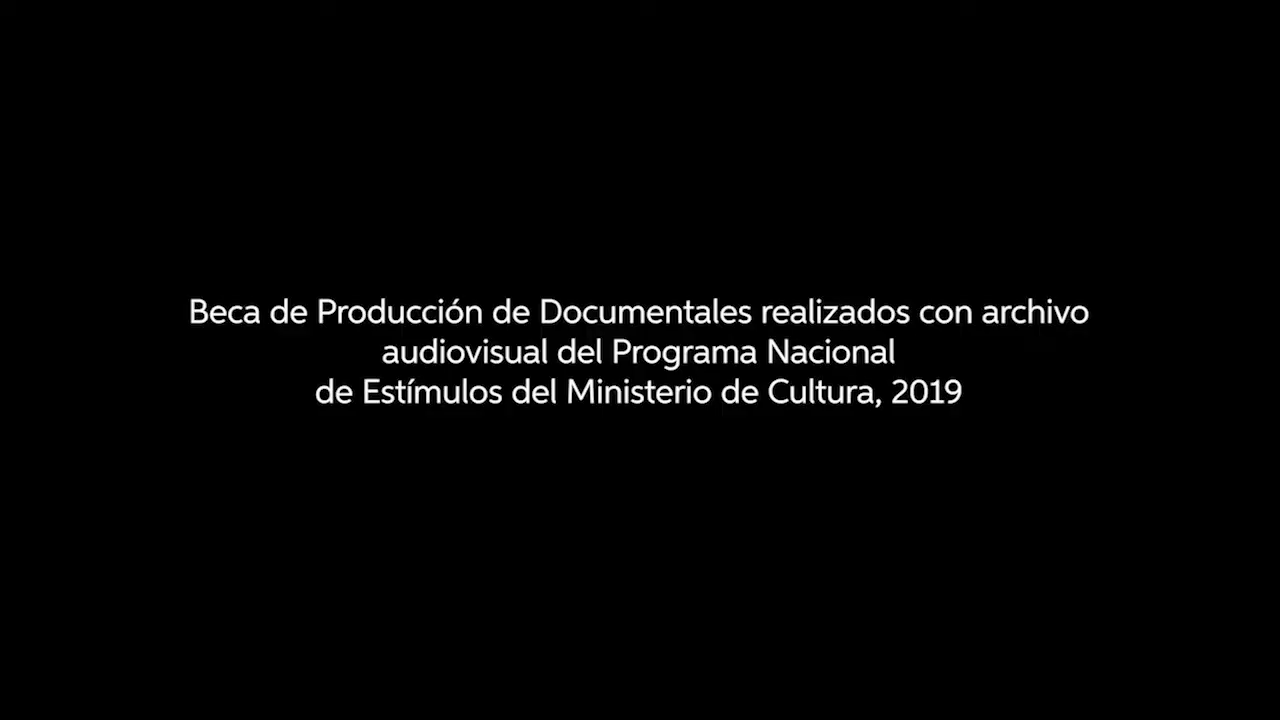 Beca de Producción de Documentales realizados con archivo
audiovisual del Programa Nacional
de Estímulos del Ministerio de Cultura, 2019